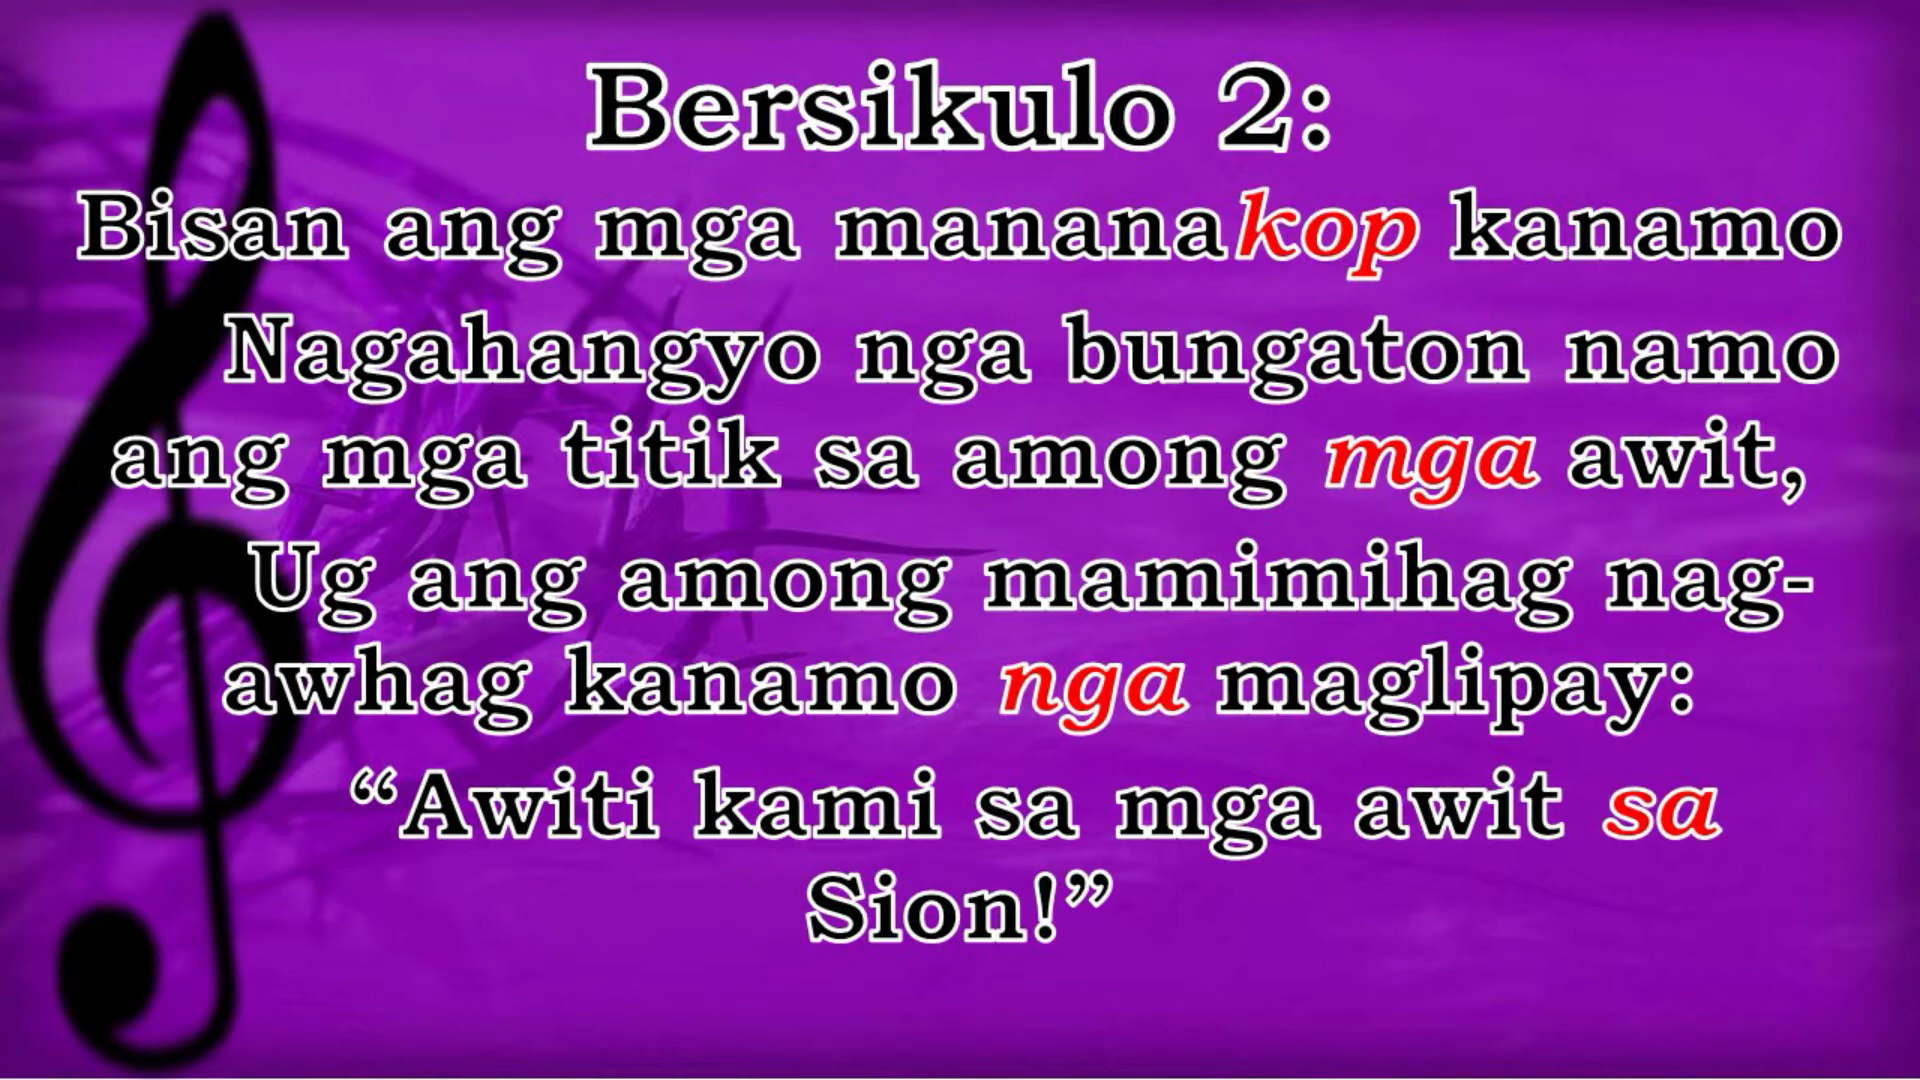 Bersikulo 2:
Bisan ang mga mananakop kanamo
Nagahangyo nga bungaton namo
ang mga titik sa among mga awit,
Ug ang among mamimihag nag-
awhag kanamo nga maglipay:
“Awiti kami sa mga awit sa
Sion!”